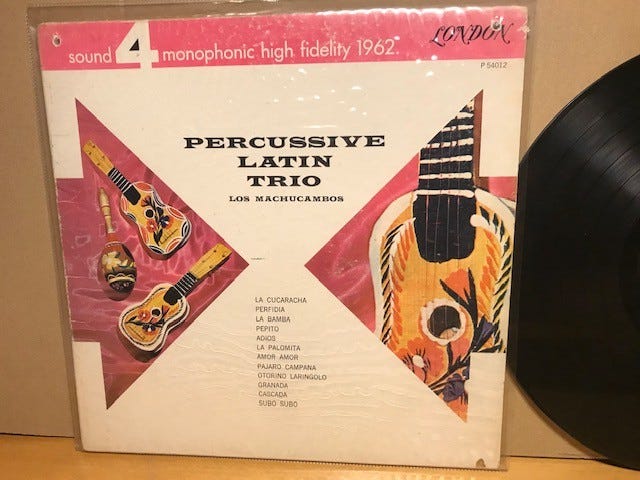 sound 4 monophonic high fidelity 1962.
LONDON
P 54012
PERCUSSIVE
LATIN
TRIO
LOS MACHUCAMBOS
LA CUCARACHA
PERFIDIA
LA BAMBA
PEPITO
ADIOS
LA PALOMITA
AMOR AMOR
PAJARO CAMPANA
OTORINO LARINGOLO
GRANADA
CASCADA
SUBO SUBO